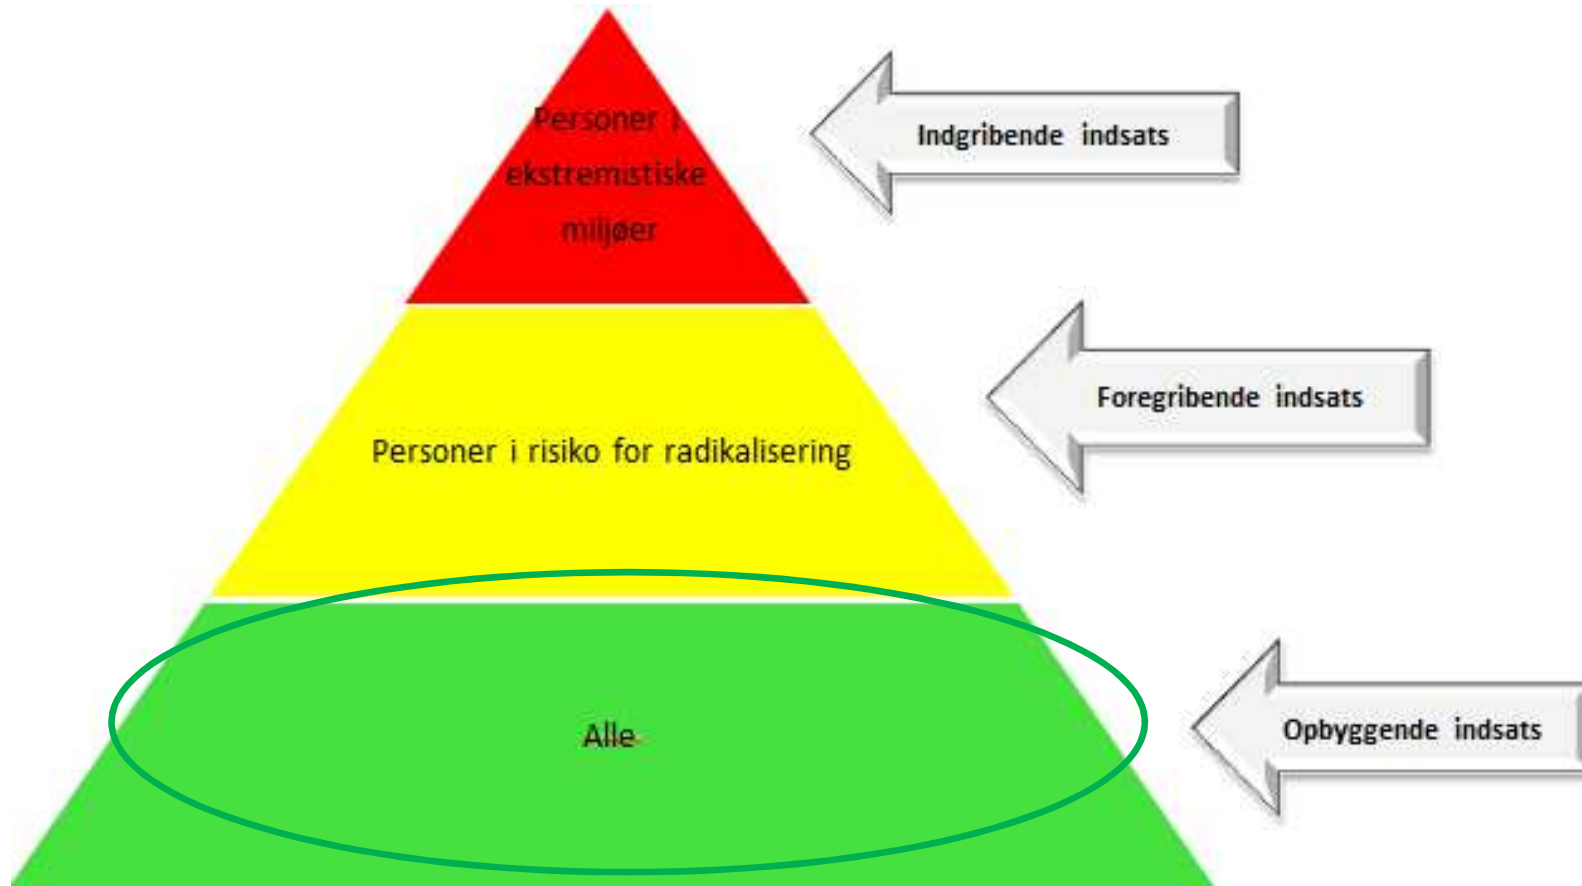 Personer i
ekstremistiske
miljøer
Indgribende indsats
Personer i risiko for radikalisering
Foregribende indsats
Alle
Opbyggende indsats